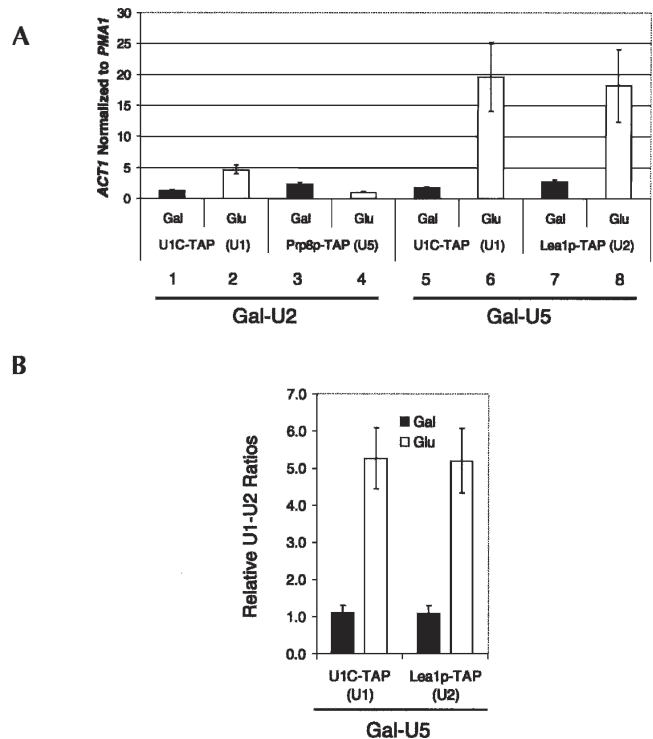 A
ACT1 Normalized to PMA1
30
25
20
15
10
5
0
Gal Glu Gal Glu Gal Glu Gal Glu
U1C-TAP (U1) Prp8p-TAP (U5) U1C-TAP (U1) Lea1p-TAP (U2)
1 2 3 4 5 6 7 8
Gal-U2 Gal-U5
B
Relative U1-U2 Ratios
7.0
6.0
5.0
4.0
3.0
2.0
1.0
0.0
Gal
Glu
U1C-TAP Lea1p-TAP
(U1) (U2)
Gal-U5